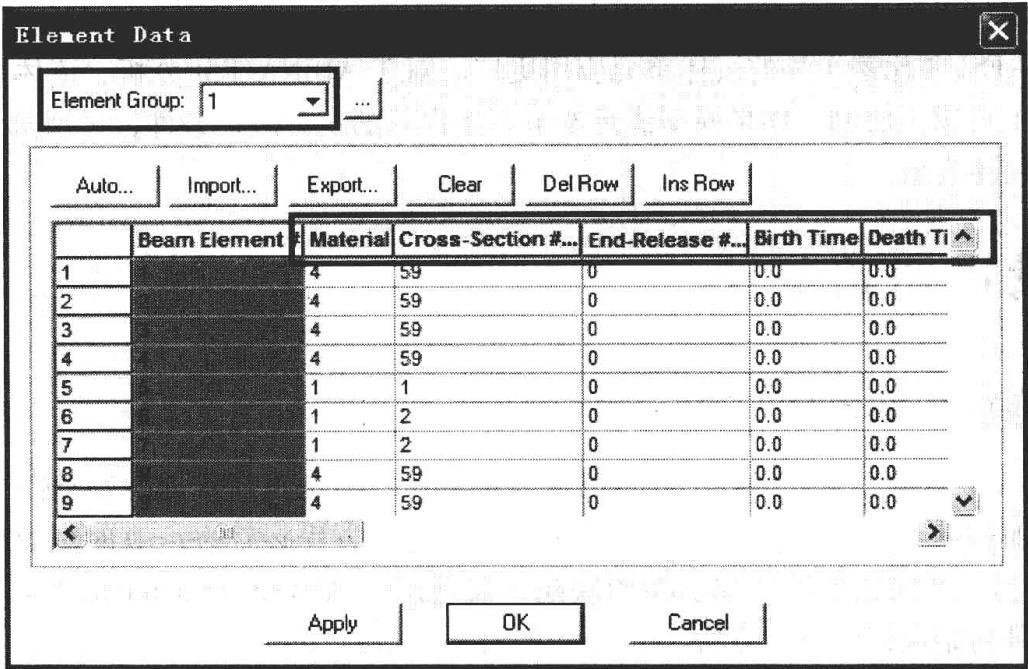 Element Data
Element Group: 1 ...
Auto... Import... Export... Clear Del Row Ins Row
Beam Element # Material Cross-Section #... End-Release #... Birth Time Death Ti
1 4 59 0 0.0 0.0
2 4 59 0 0.0 0.0
3 4 59 0 0.0 0.0
4 4 59 0 0.0 0.0
5 1 1 0 0.0 0.0
6 1 2 0 0.0 0.0
7 1 2 0 0.0 0.0
8 4 59 0 0.0 0.0
9 4 59 0 0.0 0.0
Apply OK Cancel